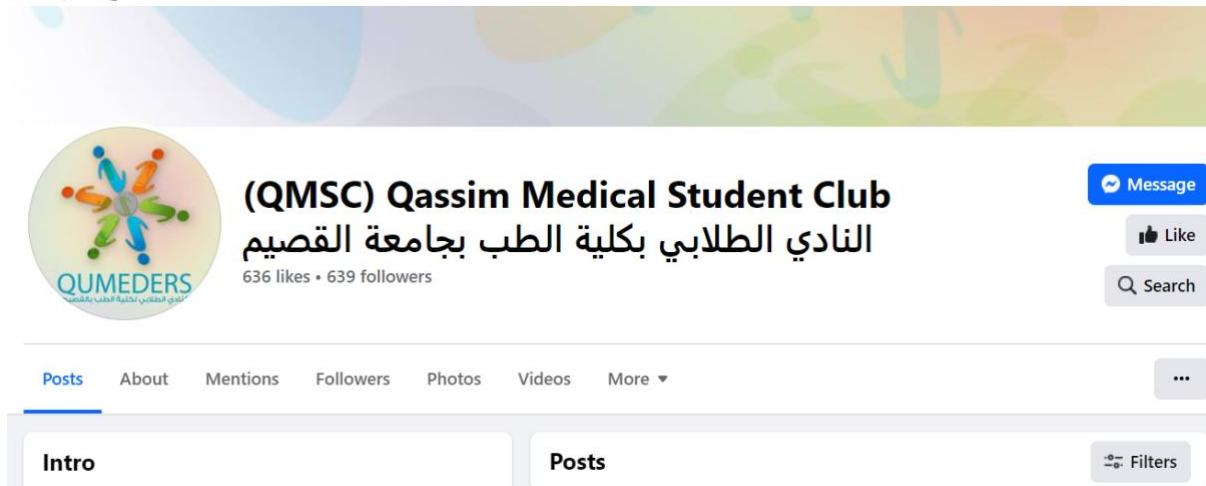 (QMSC) Qassim Medical Student Club
النادي الطلابي بكلية الطب بجامعة القصيم
636 likes • 639 followers
QUMEDERS
Message
Like
Search
Posts About Mentions Followers Photos Videos More
Intro
Posts
Filters